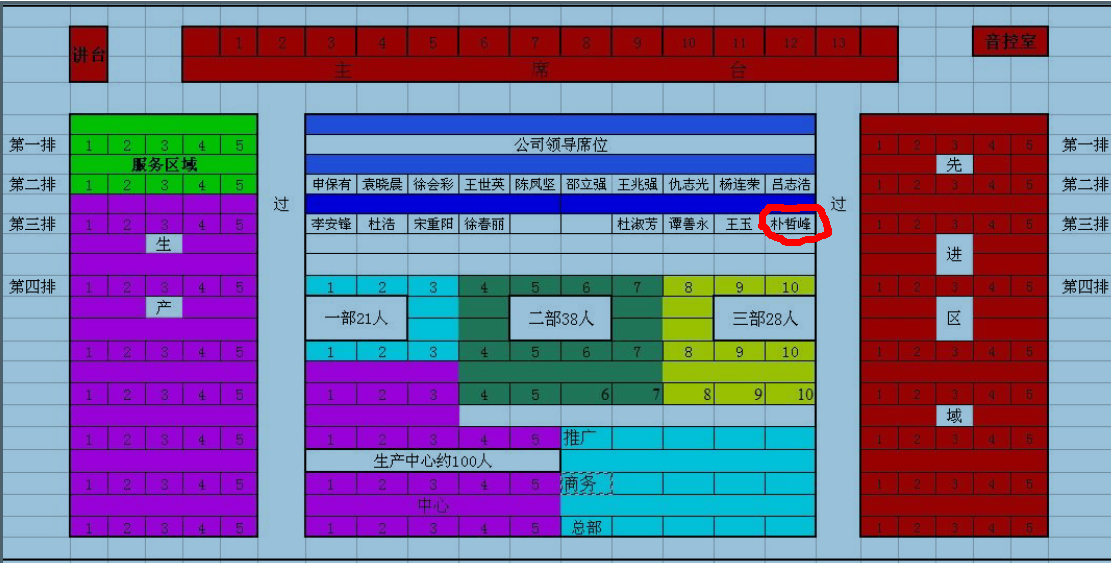 讲台 1 2 3 4 5 6 7 8 9 10 11 12 13 音控室
主 席 台
第一排 1 2 3 4 5 公司领导席位 1 2 3 4 5 第一排
服务区域 先
第二排 1 2 3 4 5 申保有 袁晓晨 徐会彩 王世英 陈凤坚 邵立强 王兆强 仇志光 杨连荣 吕志浩 1 2 3 4 5 第二排
过 过
第三排 1 2 3 4 5 李安锋 杜浩 宋重阳 徐春丽 杜淑芳 谭善永 王玉 朴哲峰 1 2 3 4 5 第三排
生 进
第四排 1 2 3 4 5 1 2 3 4 5 6 7 8 9 10 1 2 3 4 5 第四排
产 一部21人 二部38人 三部28人 区
1 2 3 4 5 1 2 3 4 5 6 7 8 9 10 1 2 3 4 5
1 2 3 4 5 1 2 3 4 5 6 7 8 9 10 1 2 3 4 5
域
1 2 3 4 5 1 2 3 4 5 推广 1 2 3 4 5
生产中心约100人
1 2 3 4 5 1 2 3 4 5 商务 1 2 3 4 5
中心
1 2 3 4 5 1 2 3 4 5 总部 1 2 3 4 5